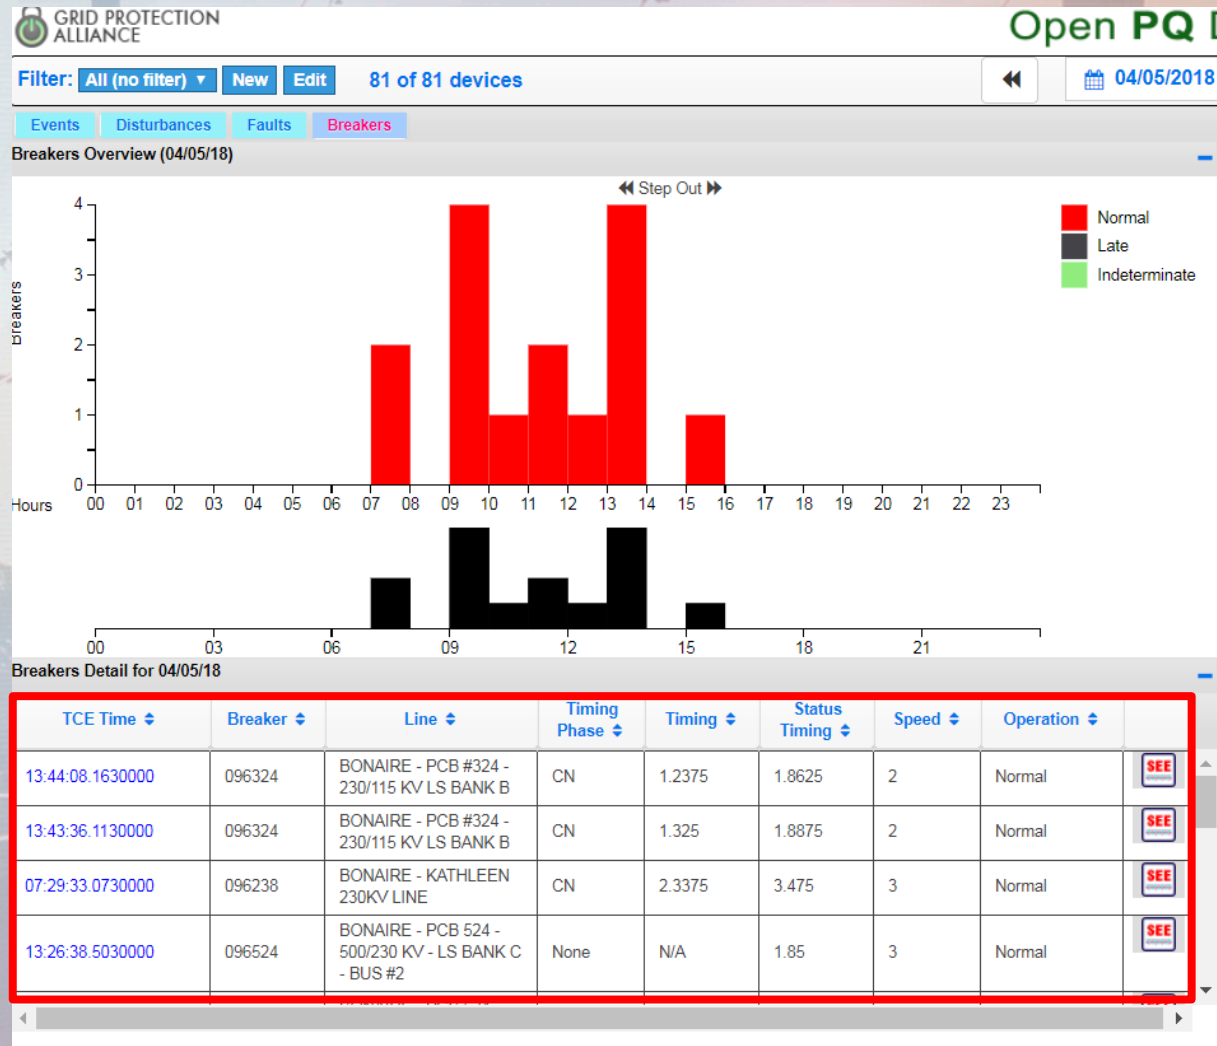 GRID PROTECTION
ALLIANCE
Open PQ
Filter: All (no filter) ▼ New Edit 81 of 81 devices 04/05/2018
Events Disturbances Faults Breakers
Breakers Overview (04/05/18)
Step Out
Normal
Late
Indeterminate
Breakers
4
3
2
1
0
Hours 00 01 02 03 04 05 06 07 08 09 10 11 12 13 14 15 16 17 18 19 20 21 22 23
00 03 06 09 12 15 18 21
Breakers Detail for 04/05/18
TCE Time Breaker Line Timing Phase Timing Status Timing Speed Operation
13:44:08.1630000 096324 BONAIRE - PCB #324 - 230/115 KV LS BANK B CN 1.2375 1.8625 2 Normal SEE
13:43:36.1130000 096324 BONAIRE - PCB #324 - 230/115 KV LS BANK B CN 1.325 1.8875 2 Normal SEE
07:29:33.0730000 096238 BONAIRE - KATHLEEN 230KV LINE CN 2.3375 3.475 3 Normal SEE
13:26:38.5030000 096524 BONAIRE - PCB 524 - 500/230 KV - LS BANK C - BUS #2 None N/A 1.85 3 Normal SEE